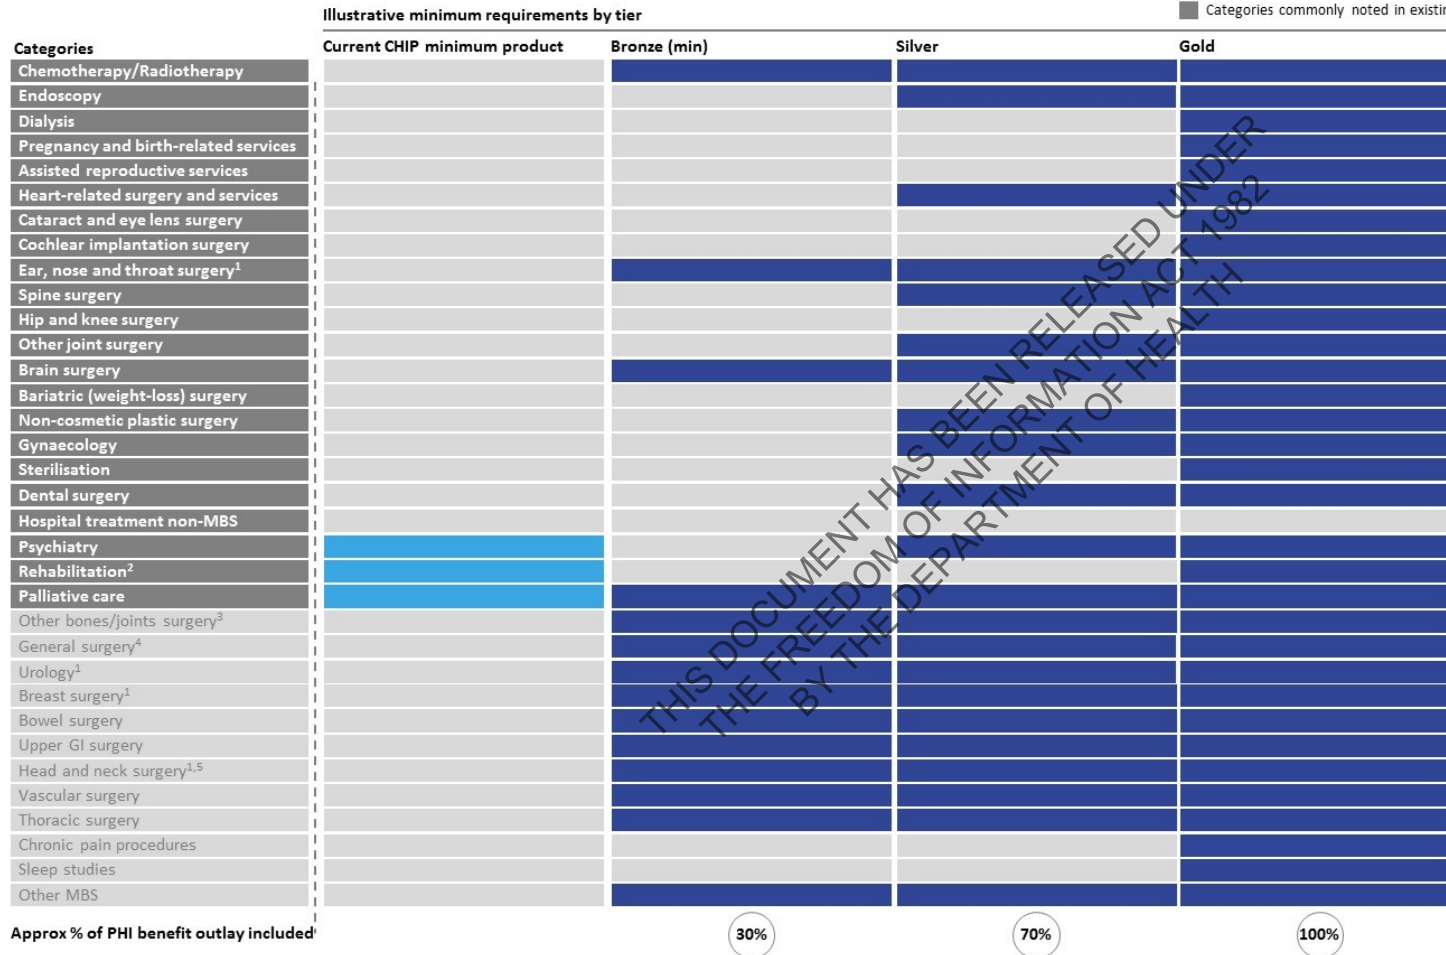 Illustrative minimum requirements by tier
Categories commonly noted in existin
Categories
Current CHIP minimum product
Bronze (min)
Silver
Gold
Chemotherapy/Radiotherapy
Endoscopy
Dialysis
Pregnancy and birth-related services
Assisted reproductive services
Heart-related surgery and services
Cataract and eye lens surgery
Cochlear implantation surgery
Ear, nose and throat surgery¹
Spine surgery
Hip and knee surgery
Other joint surgery
Brain surgery
Bariatric (weight-loss) surgery
Non-cosmetic plastic surgery
Gynaecology
Sterilisation
Dental surgery
Hospital treatment non-MBS
Psychiatry
Rehabilitation²
Palliative care
Other bones/joints surgery³
General surgery⁴
Urology¹
Breast surgery¹
Bowel surgery
Upper GI surgery
Head and neck surgery¹,⁵
Vascular surgery
Thoracic surgery
Chronic pain procedures
Sleep studies
Other MBS
Approx % of PHI benefit outlay included
30%
70%
100%
THIS DOCUMENT HAS BEEN RELEASED UNDER
THE FREEDOM OF INFORMATION ACT 1982
BY THE DEPARTMENT OF HEALTH